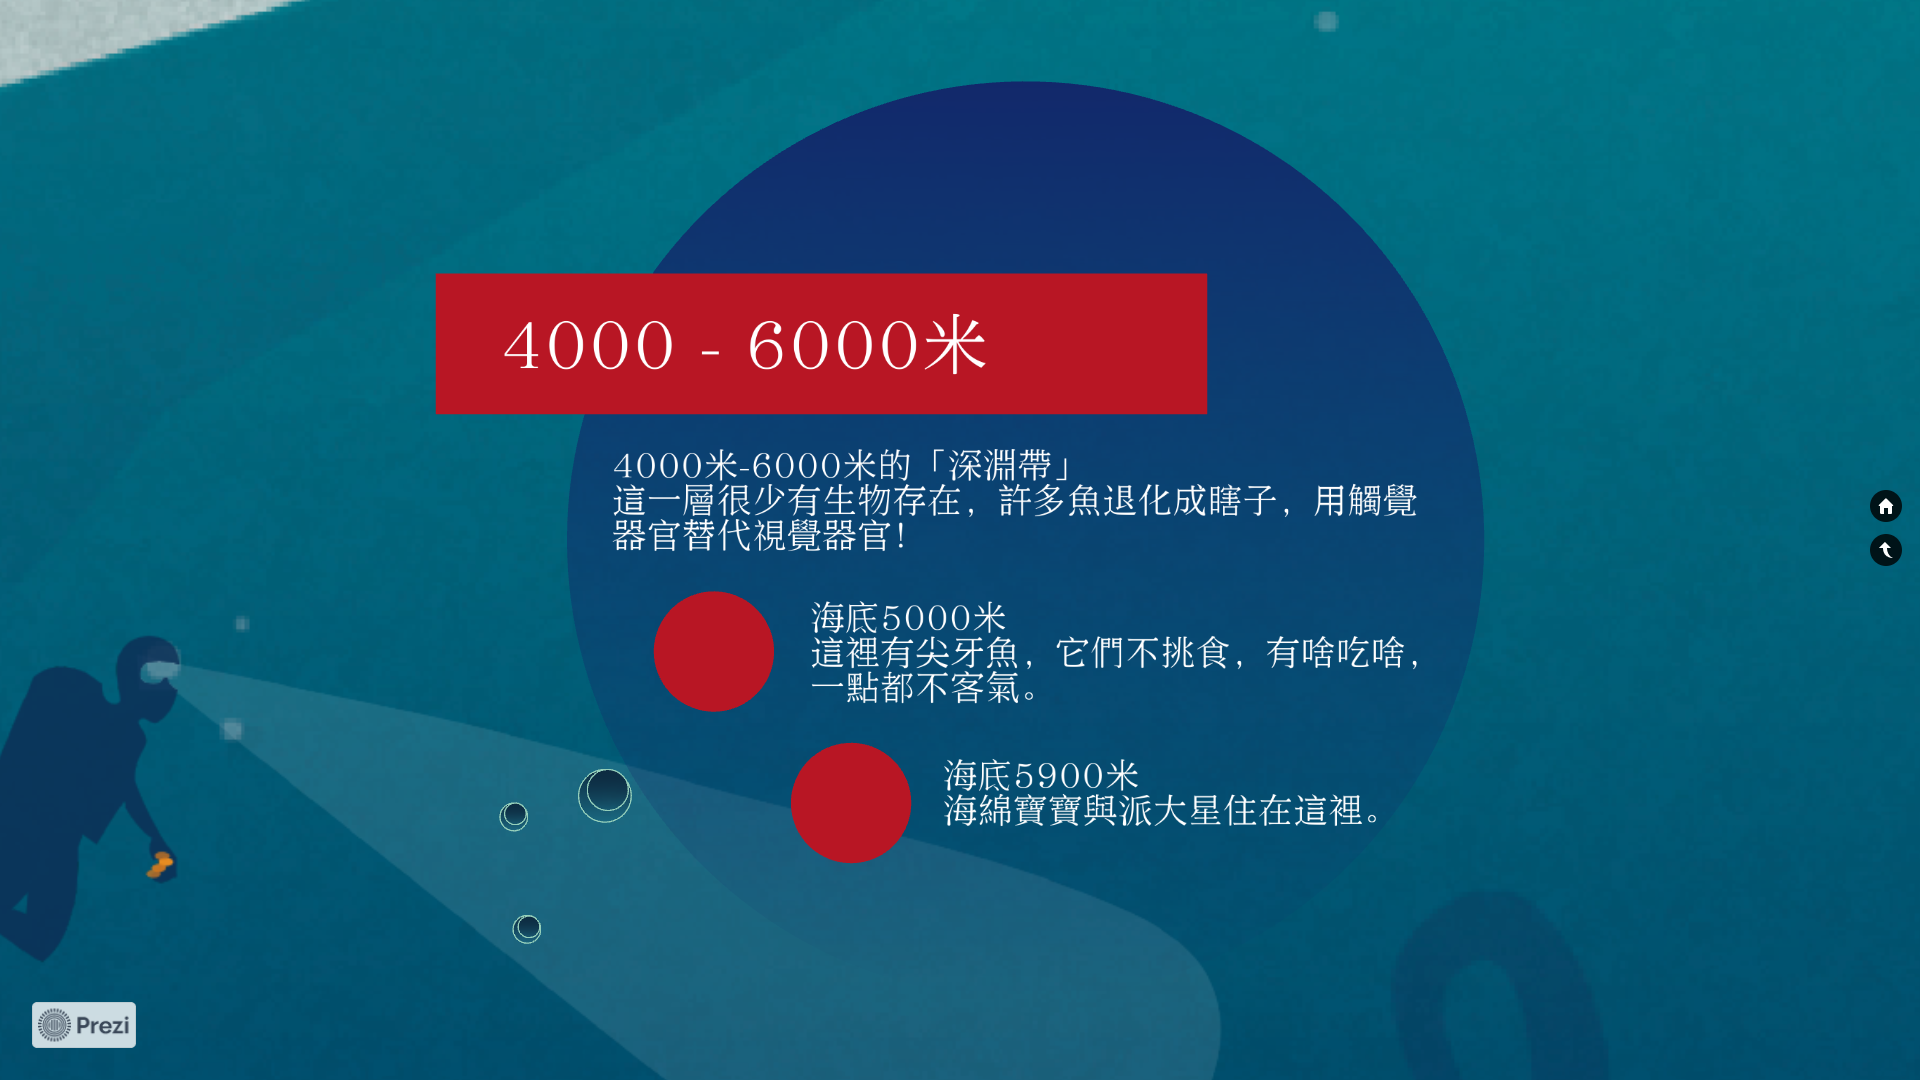 4000 - 6000米
4000米-6000米的「深淵帶」
這一層很少有生物存在，許多魚退化成瞎子，用觸覺
器官替代視覺器官！
海底5000米
這裡有尖牙魚，它們不挑食，有啥吃啥，
一點都不客氣。
海底5900米
海綿寶寶與派大星住在這裡。
Prezi